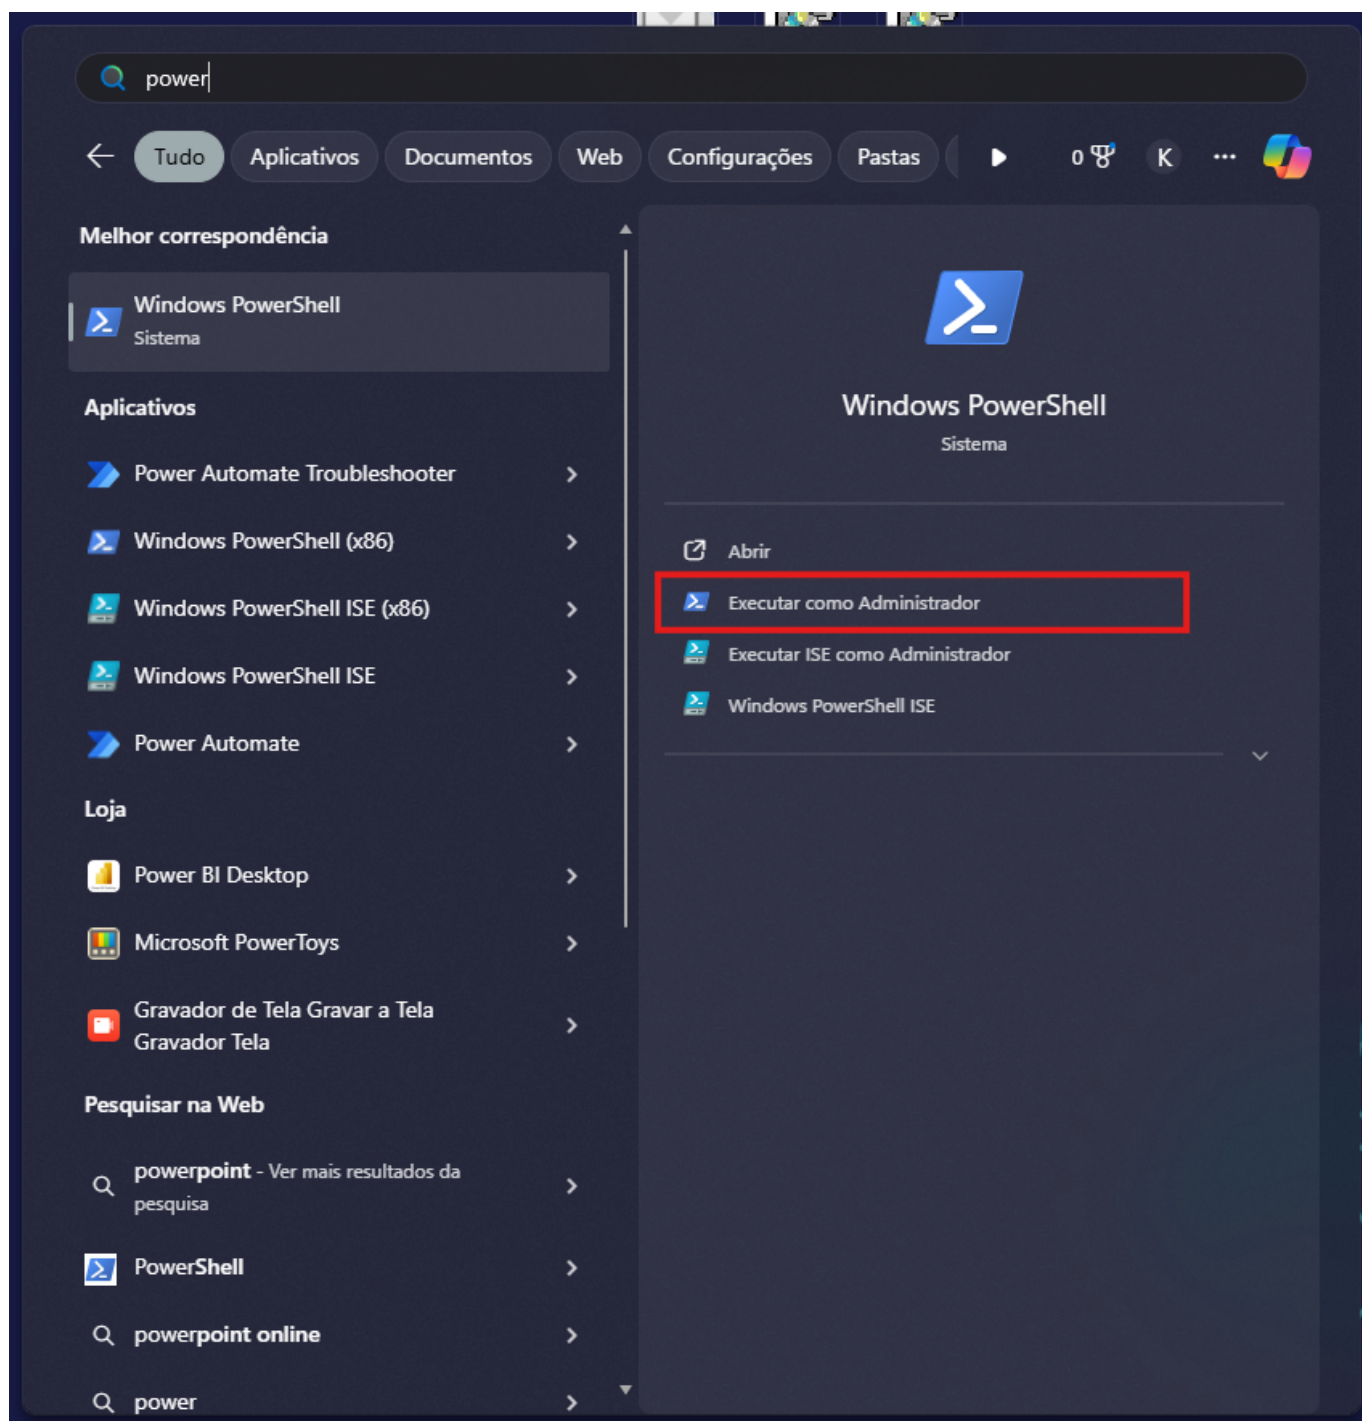 power
Tudo
Aplicativos
Documentos
Web
Configurações
Pastas
0
K
Melhor correspondência
Windows PowerShell
Sistema
Aplicativos
Power Automate Troubleshooter
Windows PowerShell (x86)
Windows PowerShell ISE (x86)
Windows PowerShell ISE
Power Automate
Loja
Power BI Desktop
Microsoft PowerToys
Gravador de Tela Gravar a Tela
Gravador Tela
Pesquisar na Web
powerpoint - Ver mais resultados da
pesquisa
PowerShell
powerpoint online
power
Windows PowerShell
Sistema
Abrir
Executar como Administrador
Executar ISE como Administrador
Windows PowerShell ISE